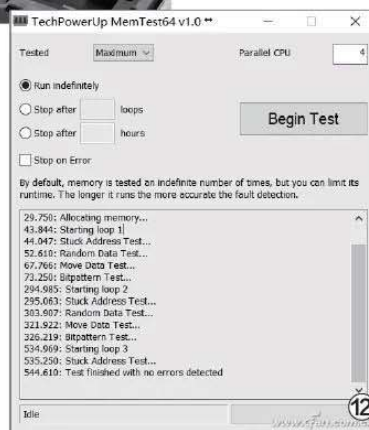 TechPowerUp MemTest64 v1.0 **
Tested Maximum Parallel CPU 4
Run indefinitely
Stop after loops
Stop after hours
Begin Test
Stop on Error
By default, memory is tested an indefinite number of times, but you can limit its
runtime. The longer it runs the more accurate the fault detection.
29.750: Allocating memory...
43.844: Starting loop 1
44.047: Stuck Address Test...
52.610: Random Data Test...
67.766: Move Data Test...
73.250: Bitpattern Test...
294.985: Starting loop 2
295.063: Stuck Address Test...
303.907: Random Data Test...
321.922: Move Data Test...
326.219: Bitpattern Test...
534.969: Starting loop 3
535.250: Stuck Address Test...
544.610: Test finished with no errors detected
Idle
12